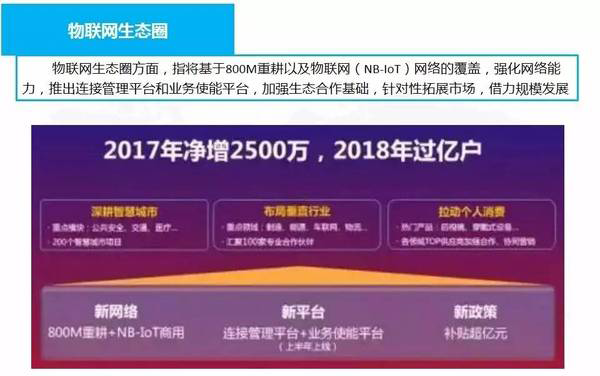 物联网生态圈
物联网生态圈方面，指将基于800M重耕以及物联网（NB-IoT）网络的覆盖，强化网络能
力，推出连接管理平台和业务使能平台，加强生态合作基础，针对性拓展市场，借力规模发展
2017年净增2500万，2018年过亿户
深耕智慧城市
· 重点模块：公共安全、交通、医疗...
· 200个智慧城市项目
布局垂直行业
· 重点领域：制造、能源、车联网、物流...
· 汇聚100家专业合作伙伴
拉动个人消费
· 热门产品：后视镜、穿戴式设备...
· 各领域TOP供应商加强合作、协同营销
新网络
800M重耕+NB-IoT商用
新平台
连接管理平台+业务使能平台
（上半年上线）
新政策
补贴超亿元